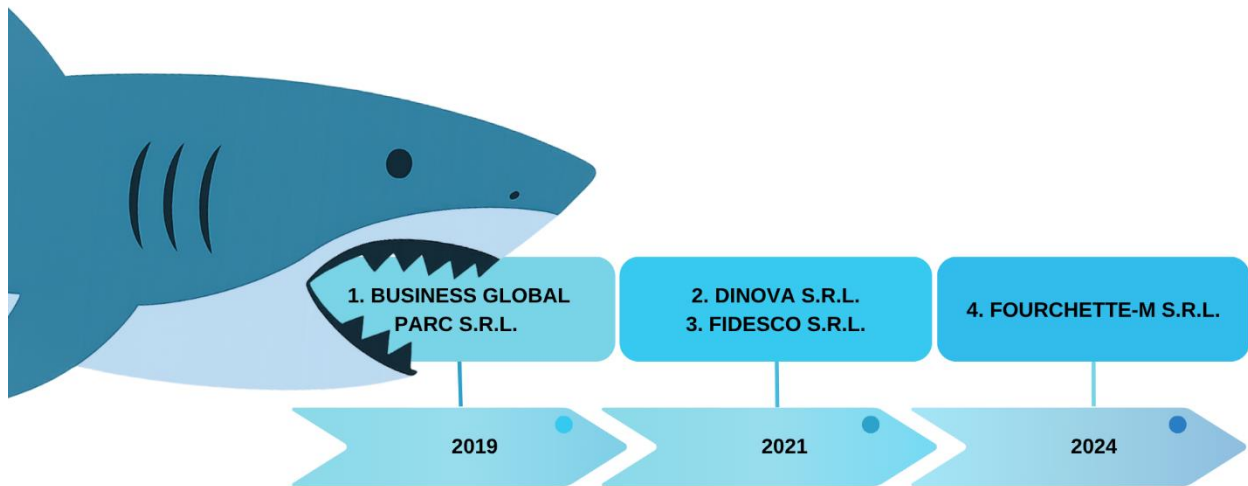 1. BUSINESS GLOBAL
PARC S.R.L.
2. DINOVA S.R.L.
3. FIDESCO S.R.L.
4. FOURCHETTE-M S.R.L.
2019
2021
2024